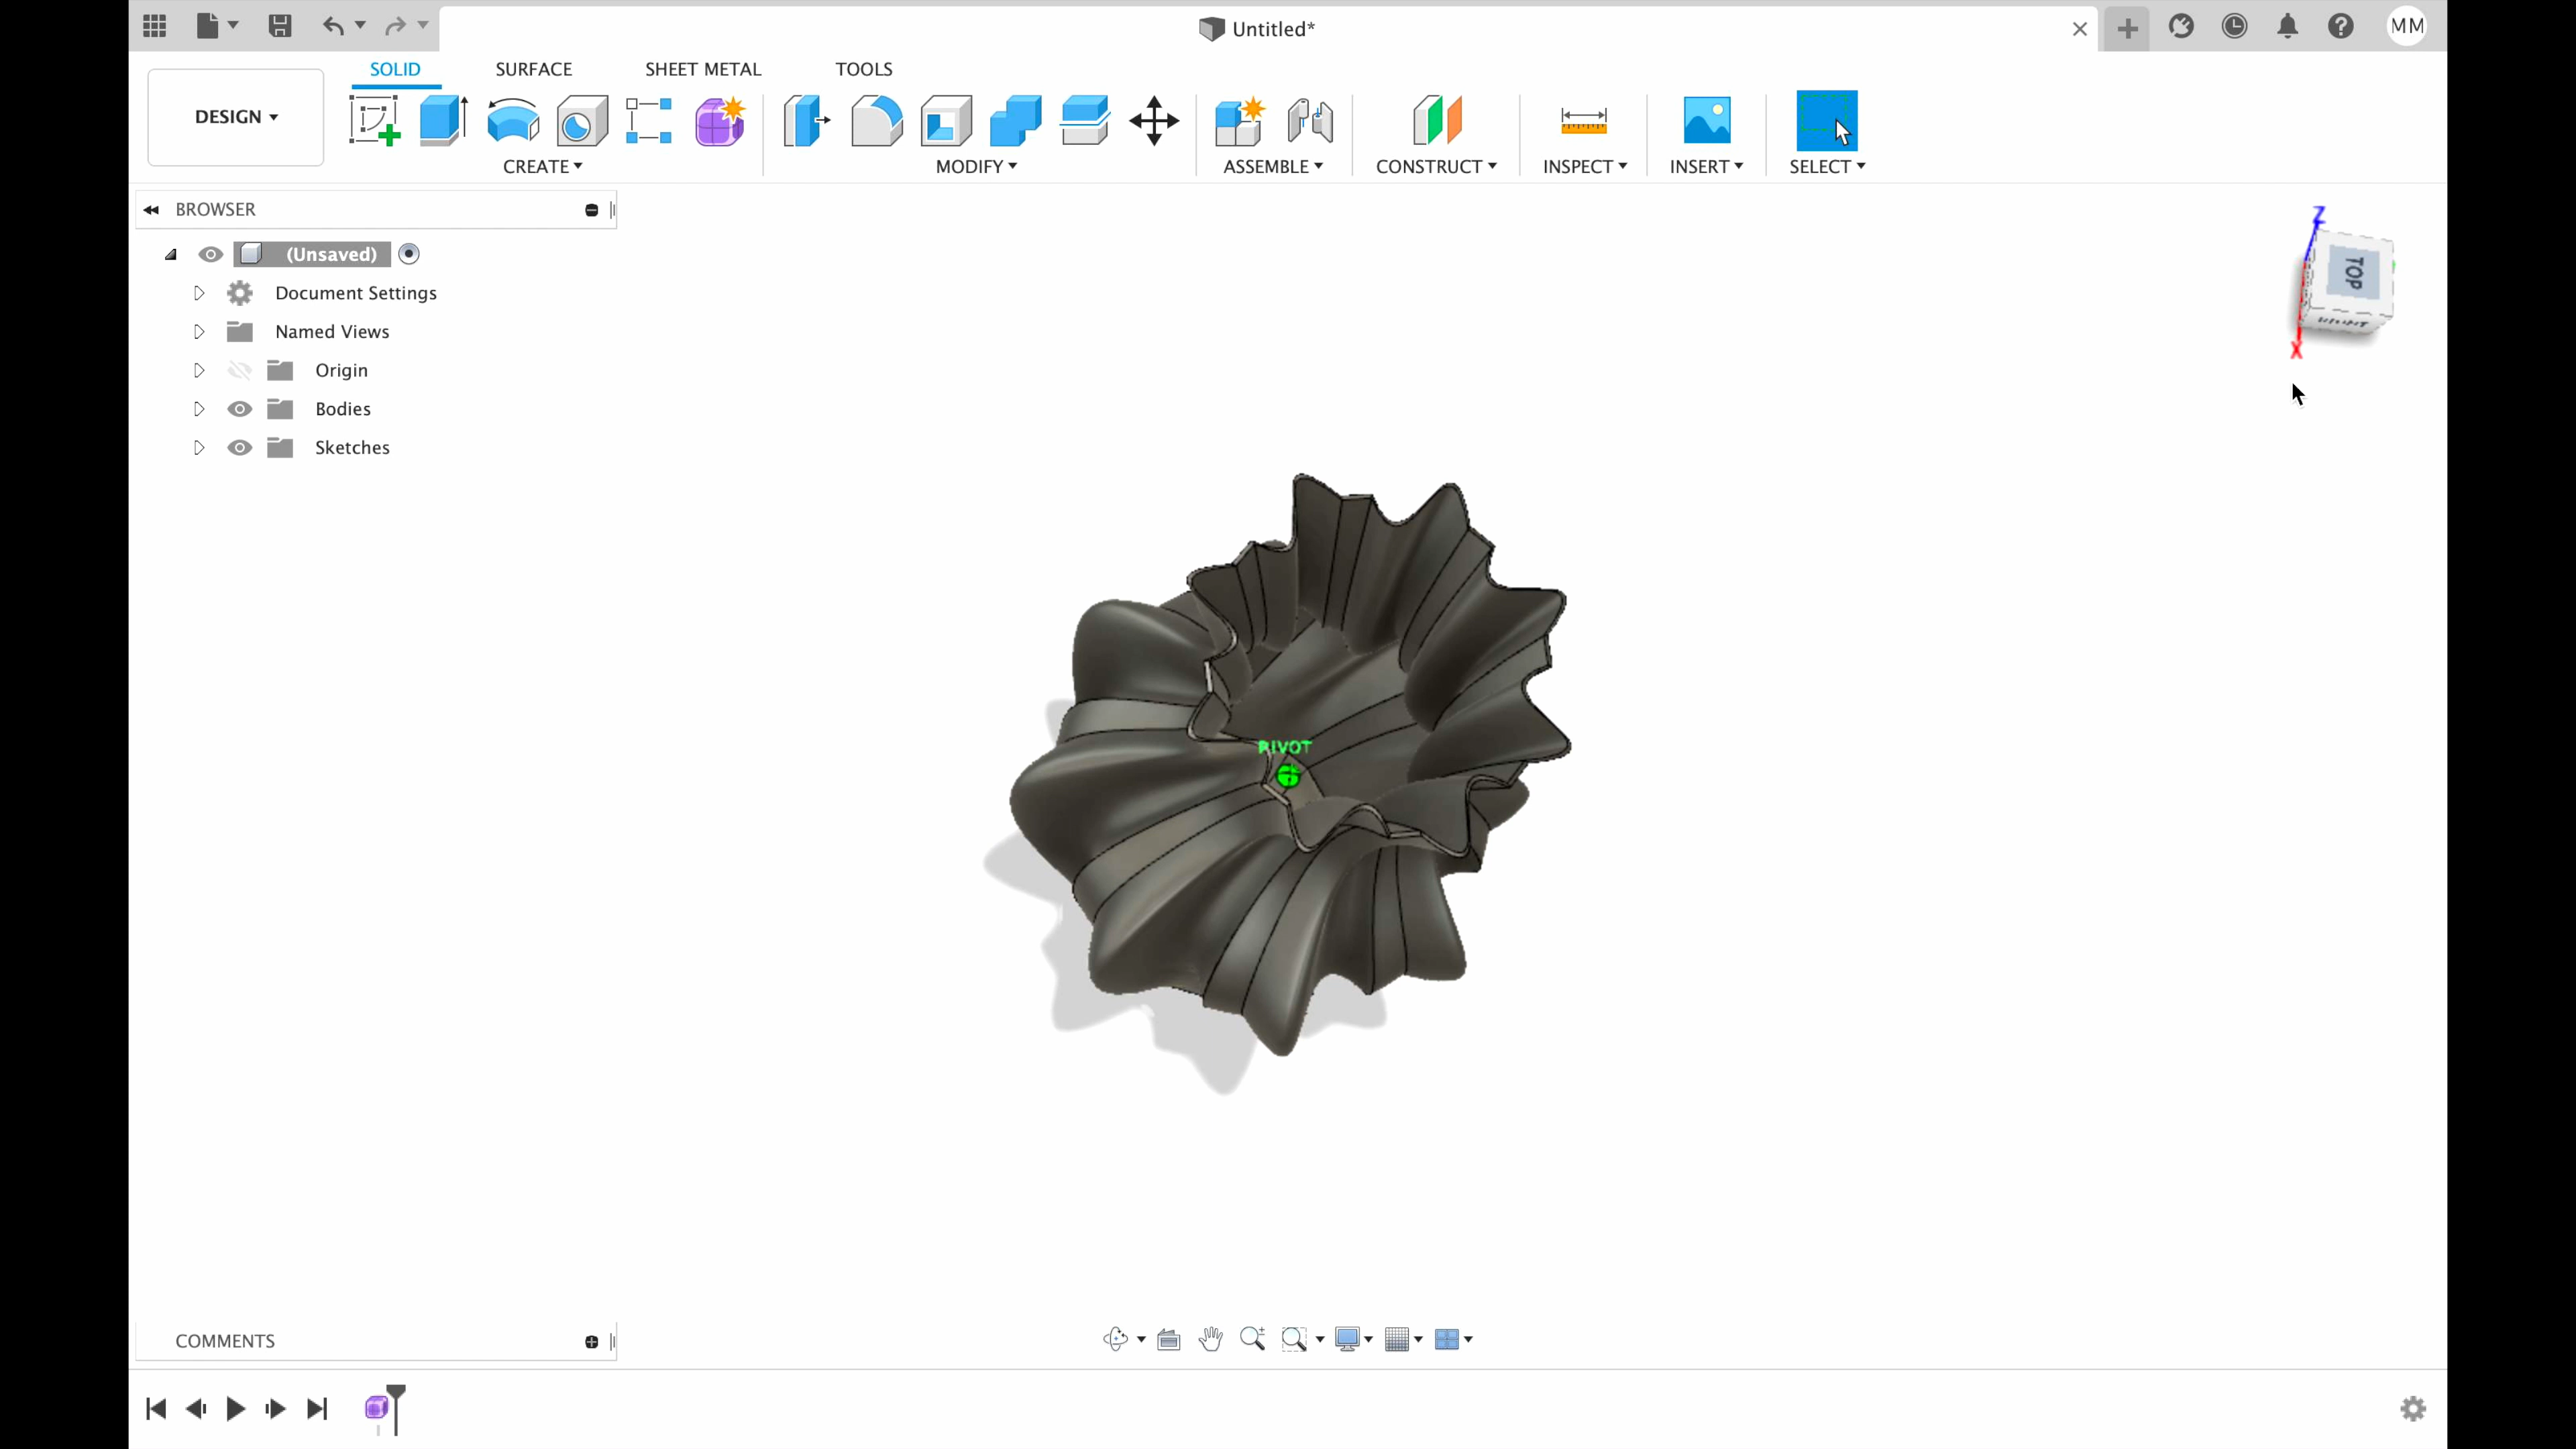 Untitled*
MM
SOLID
SURFACE
SHEET METAL
TOOLS
DESIGN
CREATE
MODIFY
ASSEMBLE
CONSTRUCT
INSPECT
INSERT
SELECT
BROWSER
(Unsaved)
Document Settings
Named Views
Origin
Bodies
Sketches
Z
TOP
X
PIVOT
COMMENTS